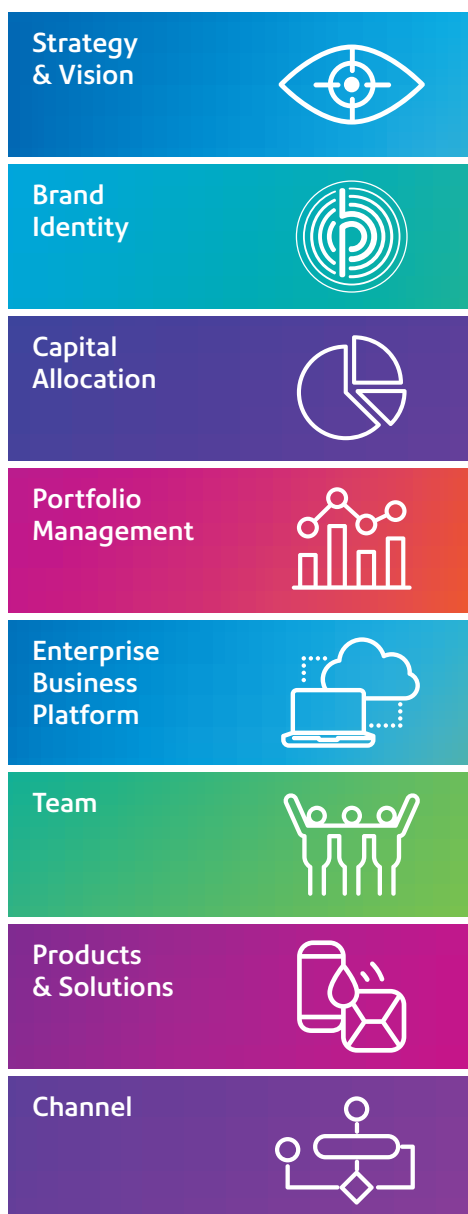 Strategy
& Vision
Brand
Identity
Capital
Allocation
Portfolio
Management
Enterprise
Business
Platform
Team
Products
& Solutions
Channel